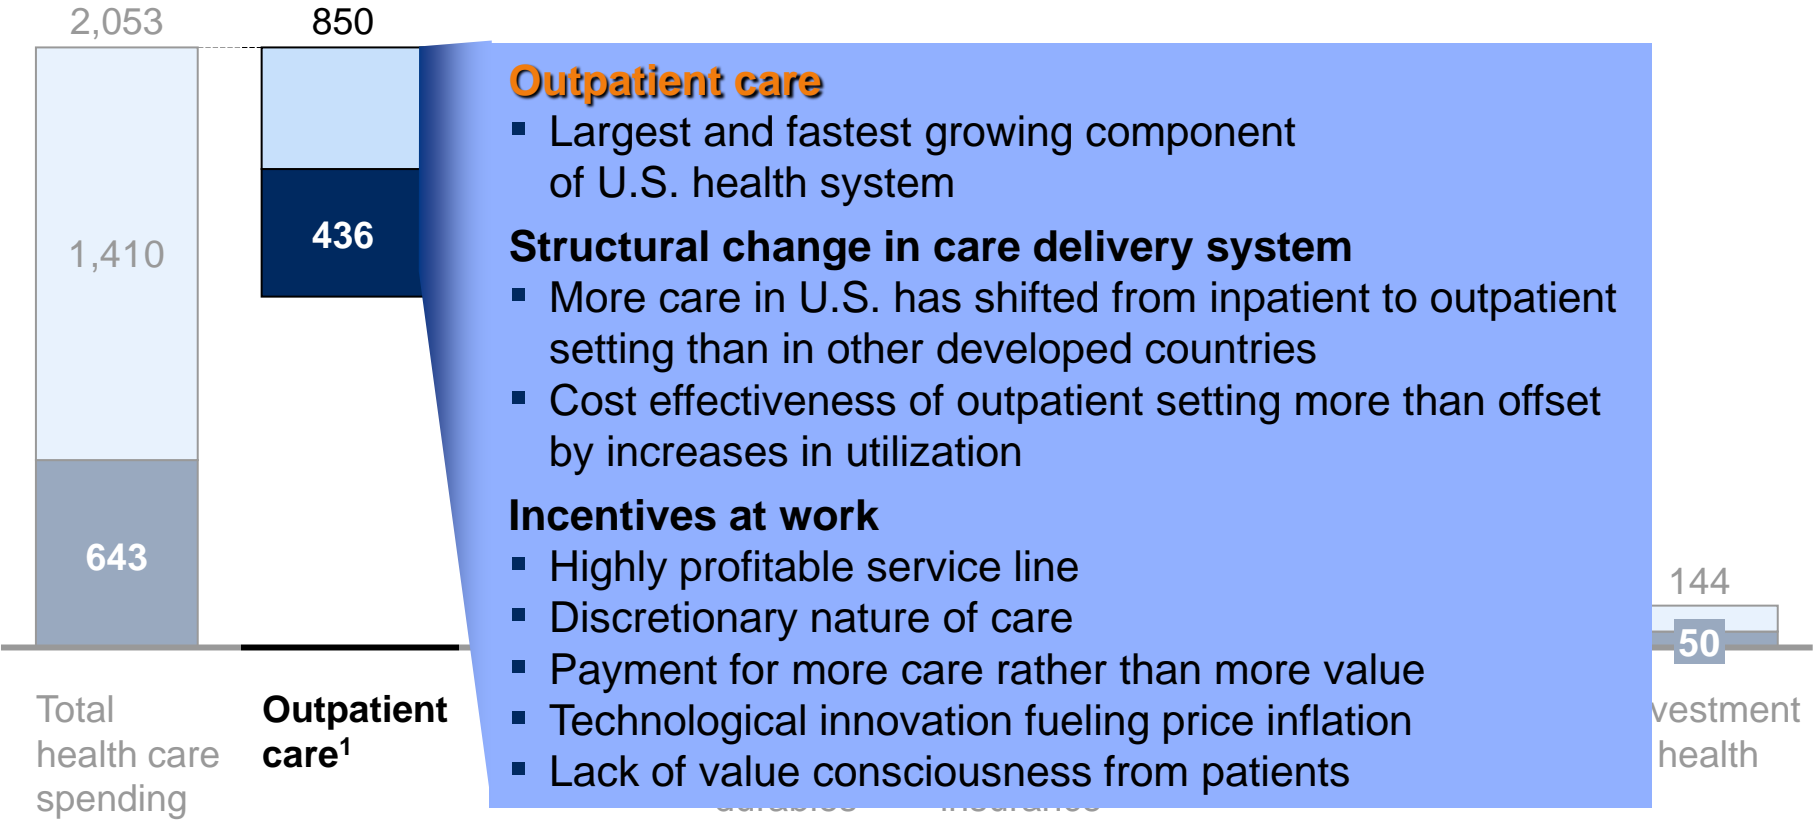 2,053
850
1,410
436
643
Outpatient care
▪ Largest and fastest growing component
of U.S. health system
Structural change in care delivery system
▪ More care in U.S. has shifted from inpatient to outpatient
setting than in other developed countries
▪ Cost effectiveness of outpatient setting more than offset
by increases in utilization
Incentives at work
▪ Highly profitable service line
▪ Discretionary nature of care
▪ Payment for more care rather than more value
▪ Technological innovation fueling price inflation
▪ Lack of value consciousness from patients
144
50
Total
health care
spending
Outpatient
care¹
vestment
health